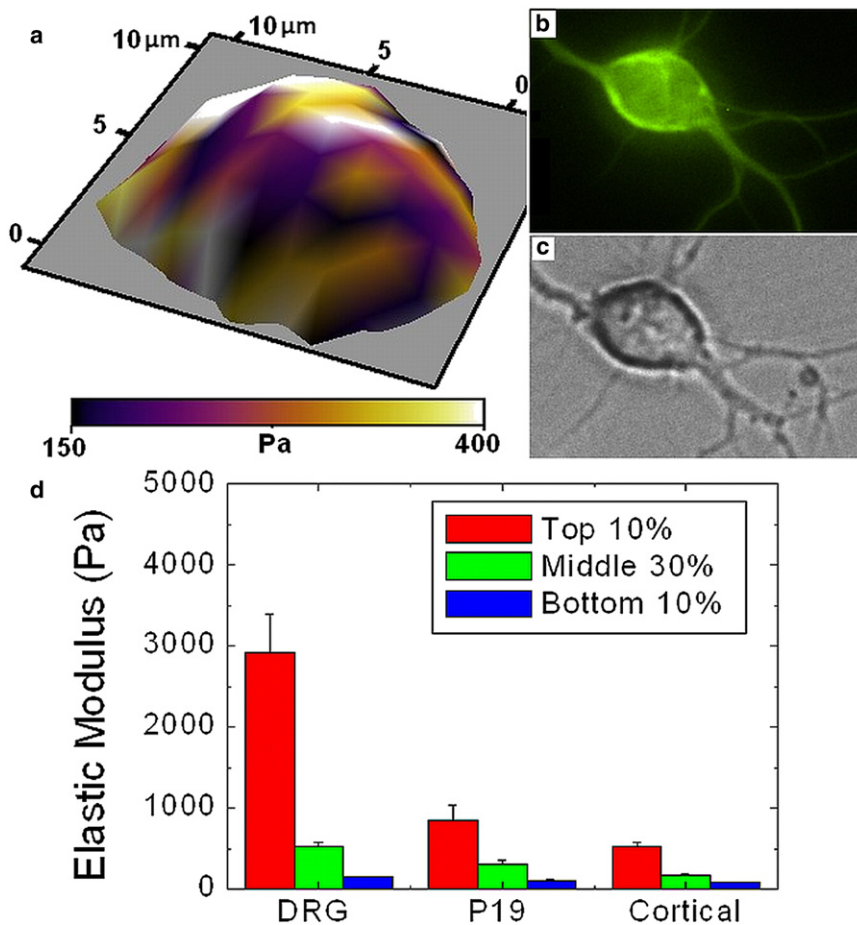 a
10 μm
10 μm
5
0
5
0
150
Pa
400
b
c
d
Elastic Modulus (Pa)
5000
4000
3000
2000
1000
0
Top 10%
Middle 30%
Bottom 10%
DRG
P19
Cortical